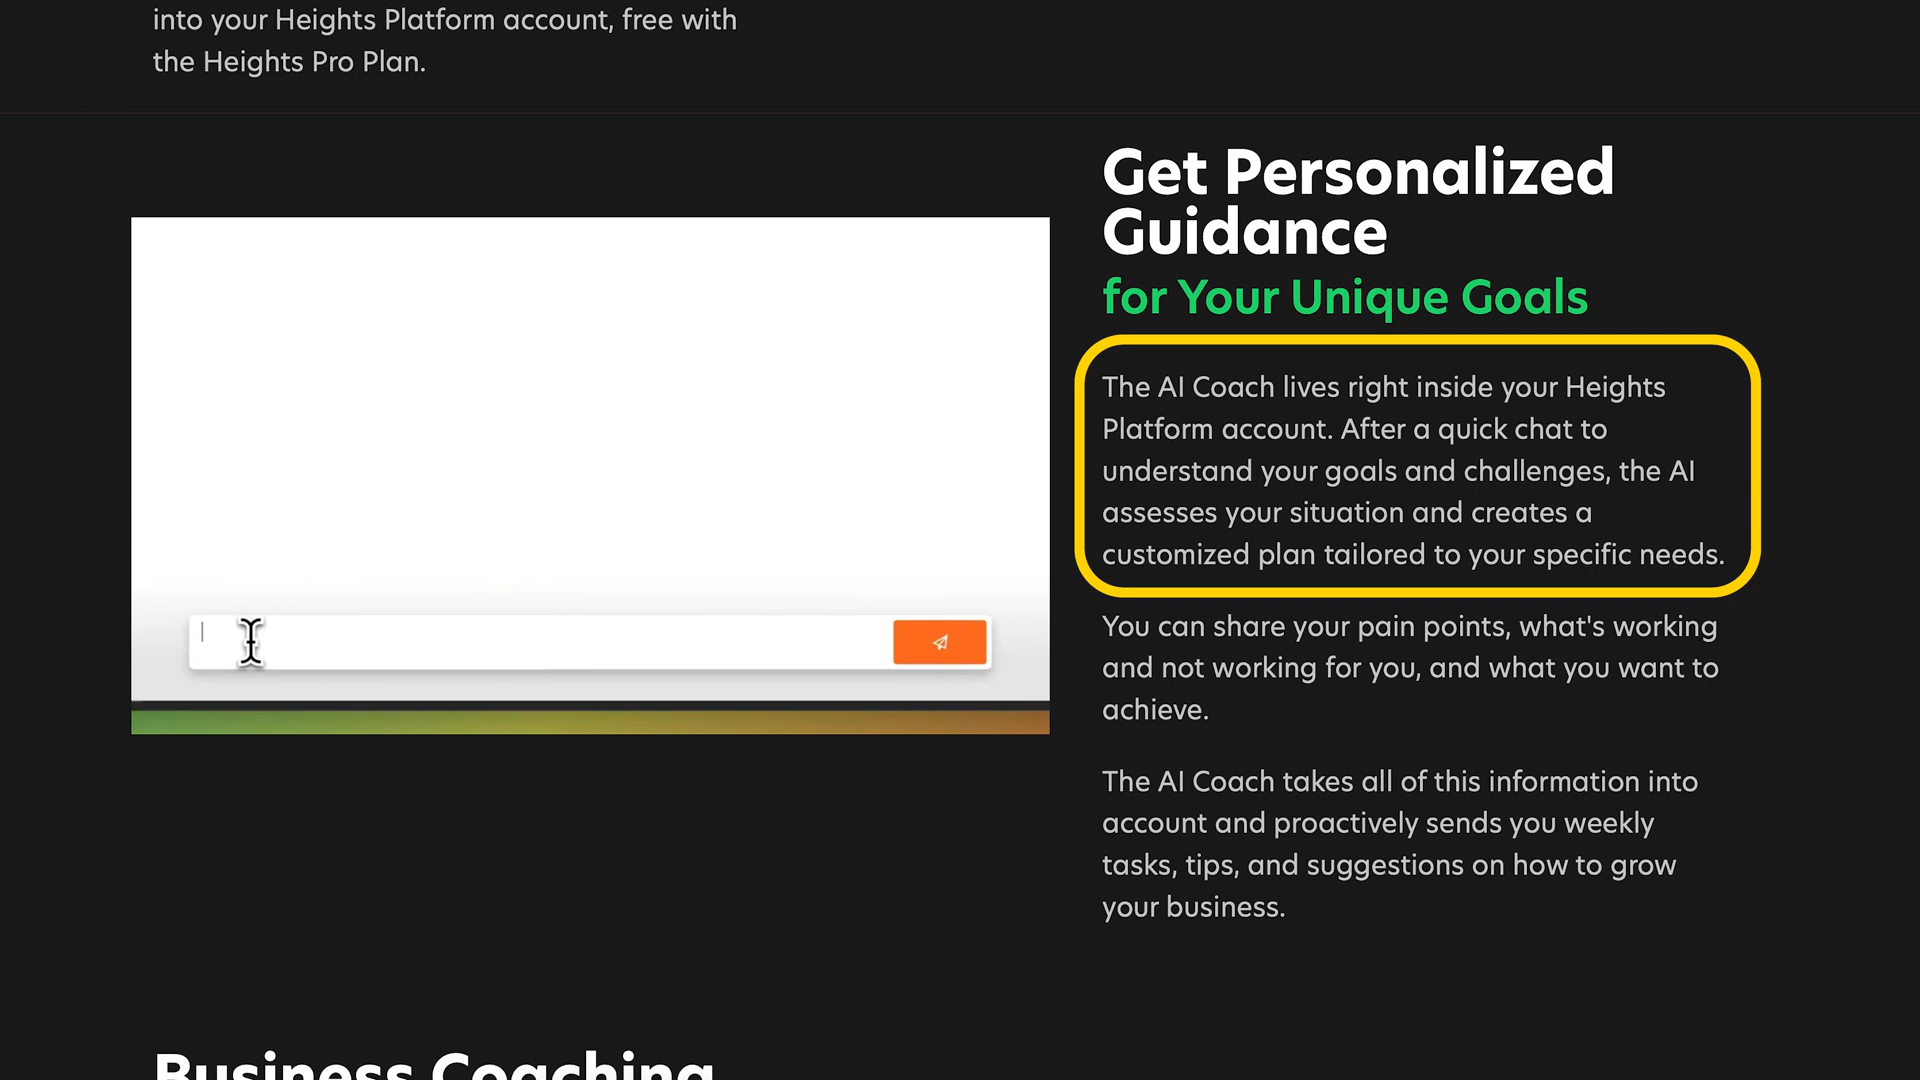 into your Heights Platform account, free with
the Heights Pro Plan.
Get Personalized
Guidance
for Your Unique Goals
The AI Coach lives right inside your Heights
Platform account. After a quick chat to
understand your goals and challenges, the AI
assesses your situation and creates a
customized plan tailored to your specific needs.
You can share your pain points, what's working
and not working for you, and what you want to
achieve.
The AI Coach takes all of this information into
account and proactively sends you weekly
tasks, tips, and suggestions on how to grow
your business.
Business Coaching